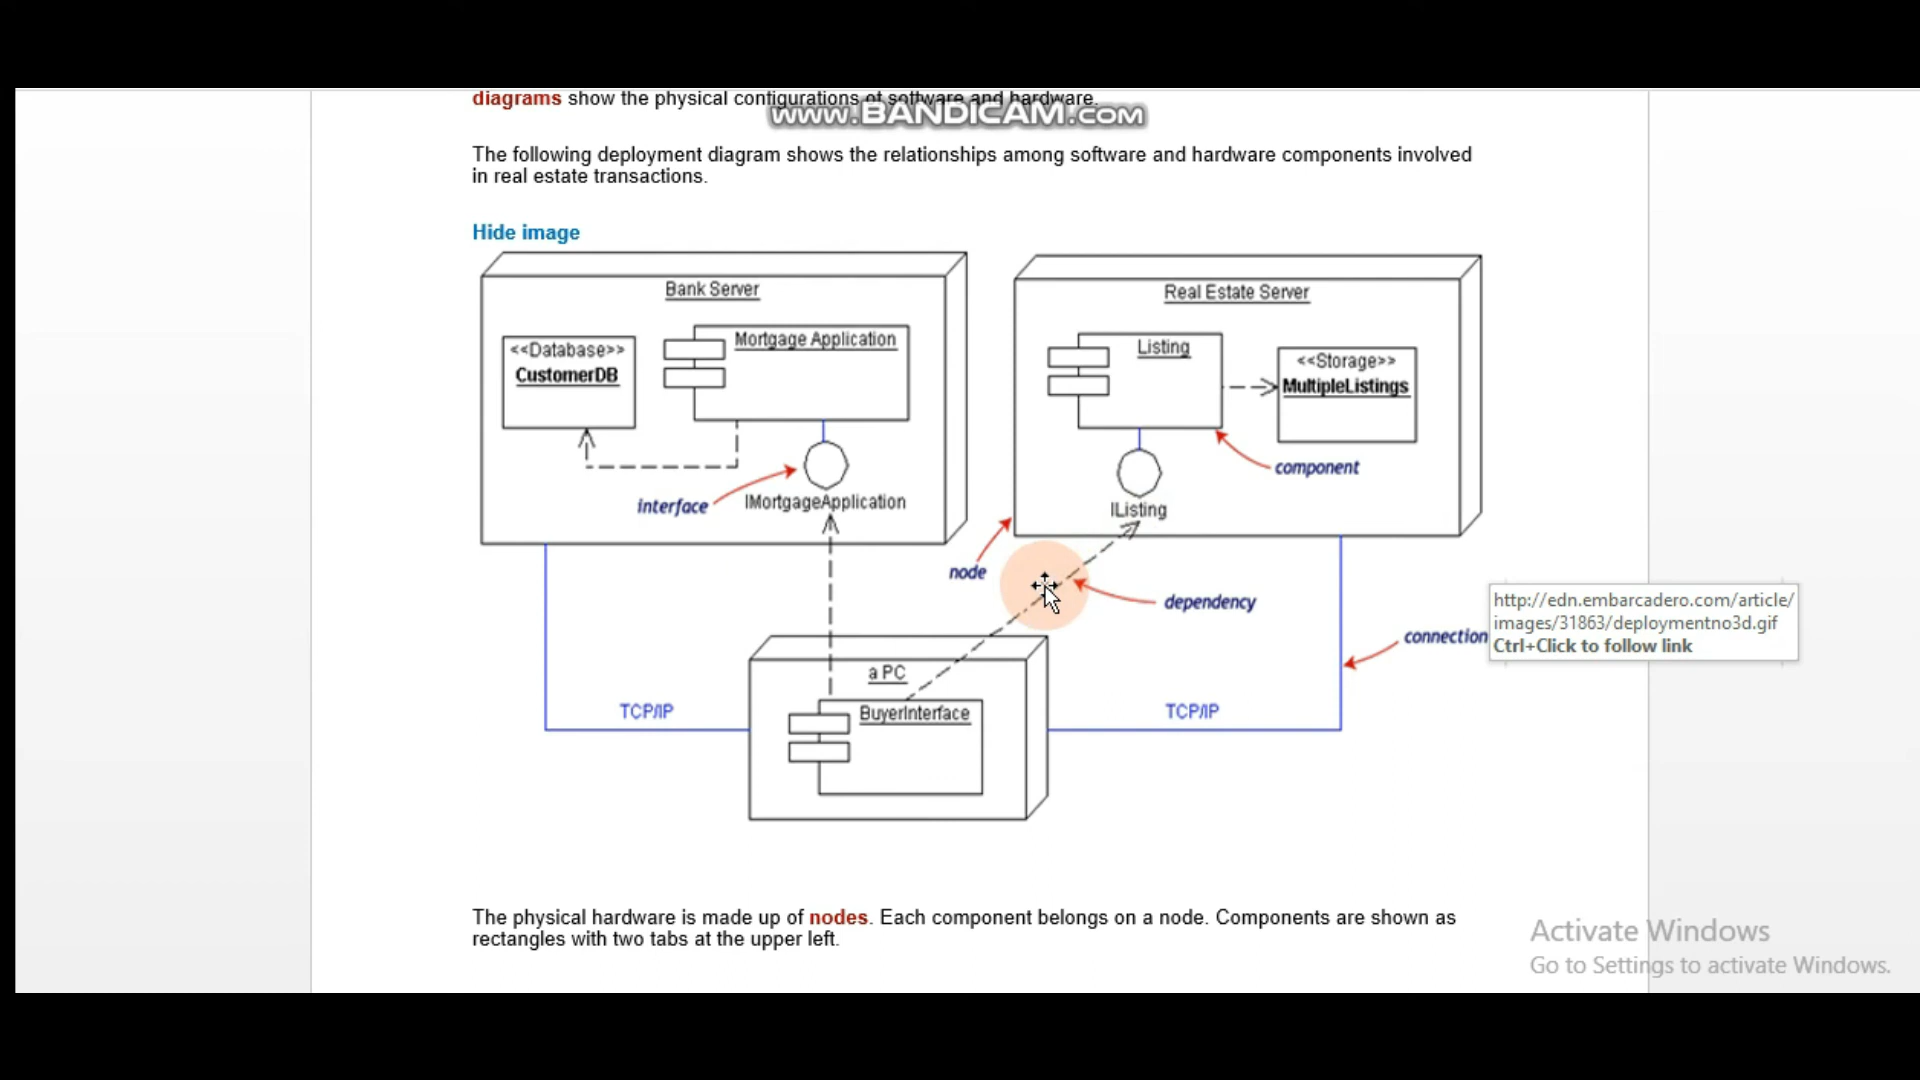 diagrams show the physical configurations of software and hardware.
www.BANDICAM.com
The following deployment diagram shows the relationships among software and hardware components involved
in real estate transactions.
Hide image
Bank Server
<<Database>>
CustomerDB
Mortgage Application
interface
IMortgageApplication
Real Estate Server
Listing
<<Storage>>
MultipleListings
component
IListing
node
dependency
connection
http://edn.embarcadero.com/article/
images/31863/deploymentno3d.gif
Ctrl+Click to follow link
a PC
BuyerInterface
TCP/IP
TCP/IP
The physical hardware is made up of nodes. Each component belongs on a node. Components are shown as
rectangles with two tabs at the upper left.
Activate Windows
Go to Settings to activate Windows.